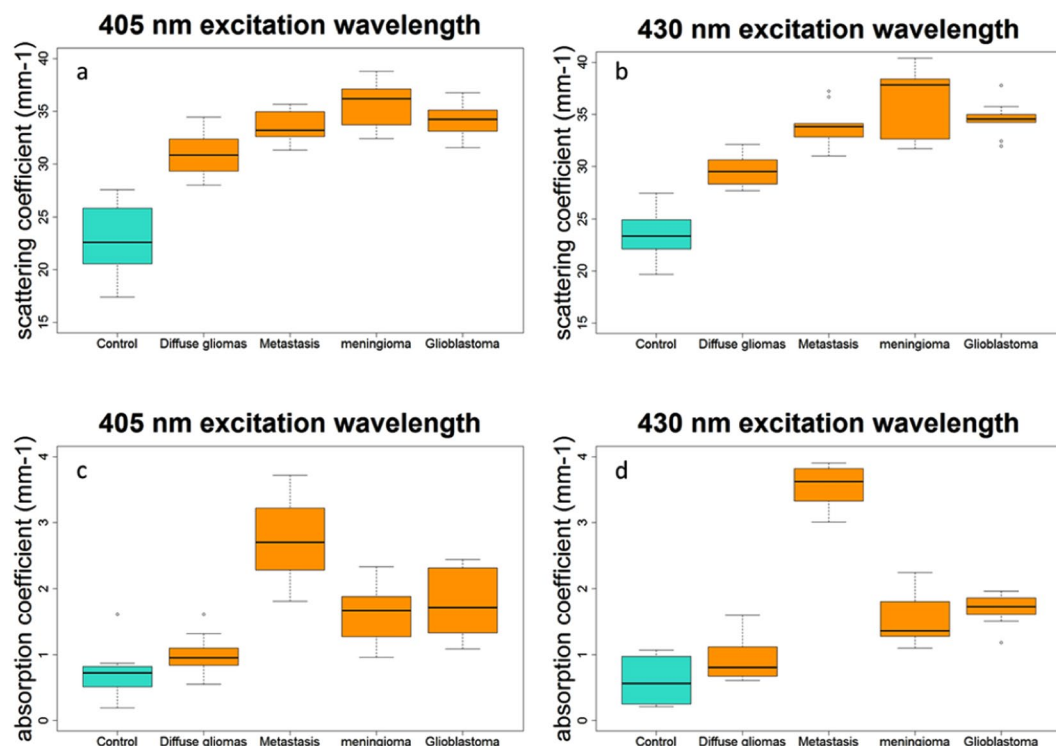 405 nm excitation wavelength
a
scattering coefficient (mm-1)
40
35
30
25
20
15
Control Diffuse gliomas Metastasis meningioma Glioblastoma
430 nm excitation wavelength
b
scattering coefficient (mm-1)
40
35
30
25
20
15
Control Diffuse gliomas Metastasis meningioma Glioblastoma
405 nm excitation wavelength
c
absorption coefficient (mm-1)
4
3
2
1
0
Control Diffuse gliomas Metastasis meningioma Glioblastoma
430 nm excitation wavelength
d
absorption coefficient (mm-1)
4
3
2
1
0
Control Diffuse gliomas Metastasis meningioma Glioblastoma